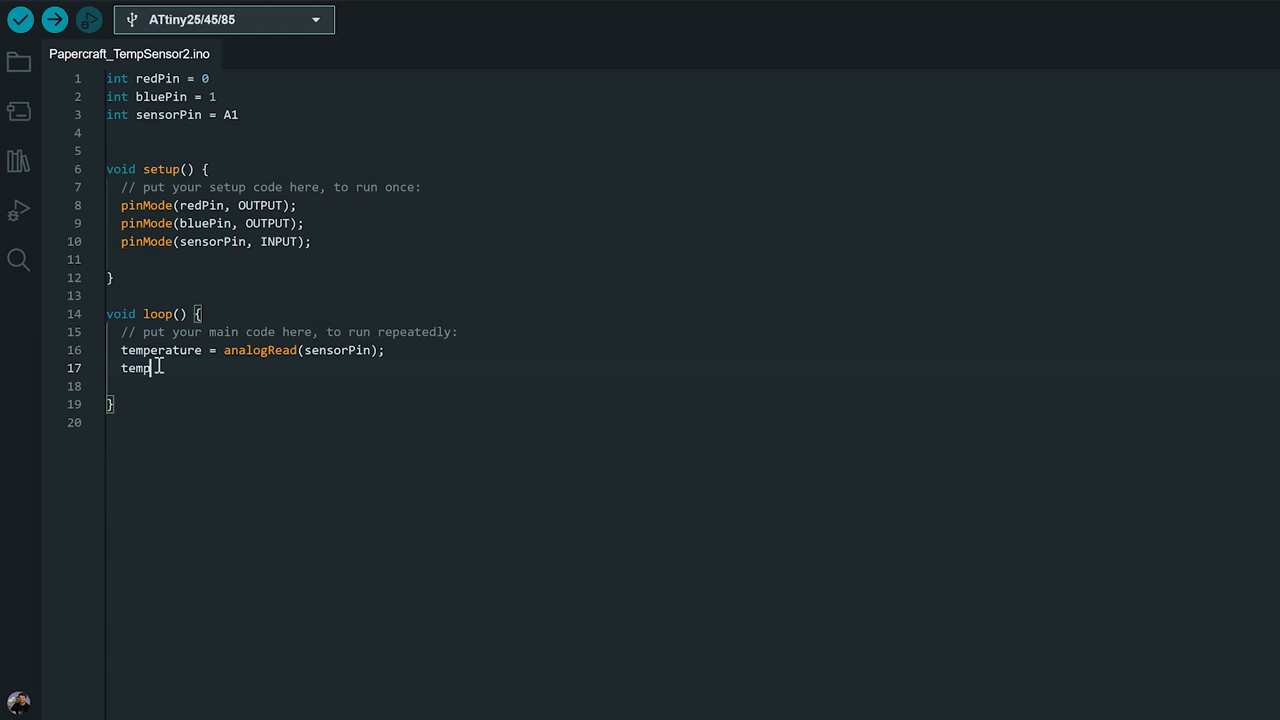 ATtiny25/45/85
Papercraft_TempSensor2.ino
1 int redPin = 0
2 int bluePin = 1
3 int sensorPin = A1
4
5
6 void setup() {
7 // put your setup code here, to run once:
8 pinMode(redPin, OUTPUT);
9 pinMode(bluePin, OUTPUT);
10 pinMode(sensorPin, INPUT);
11
12 }
13
14 void loop() {
15 // put your main code here, to run repeatedly:
16 temperature = analogRead(sensorPin);
17 temp
18
19 }
20